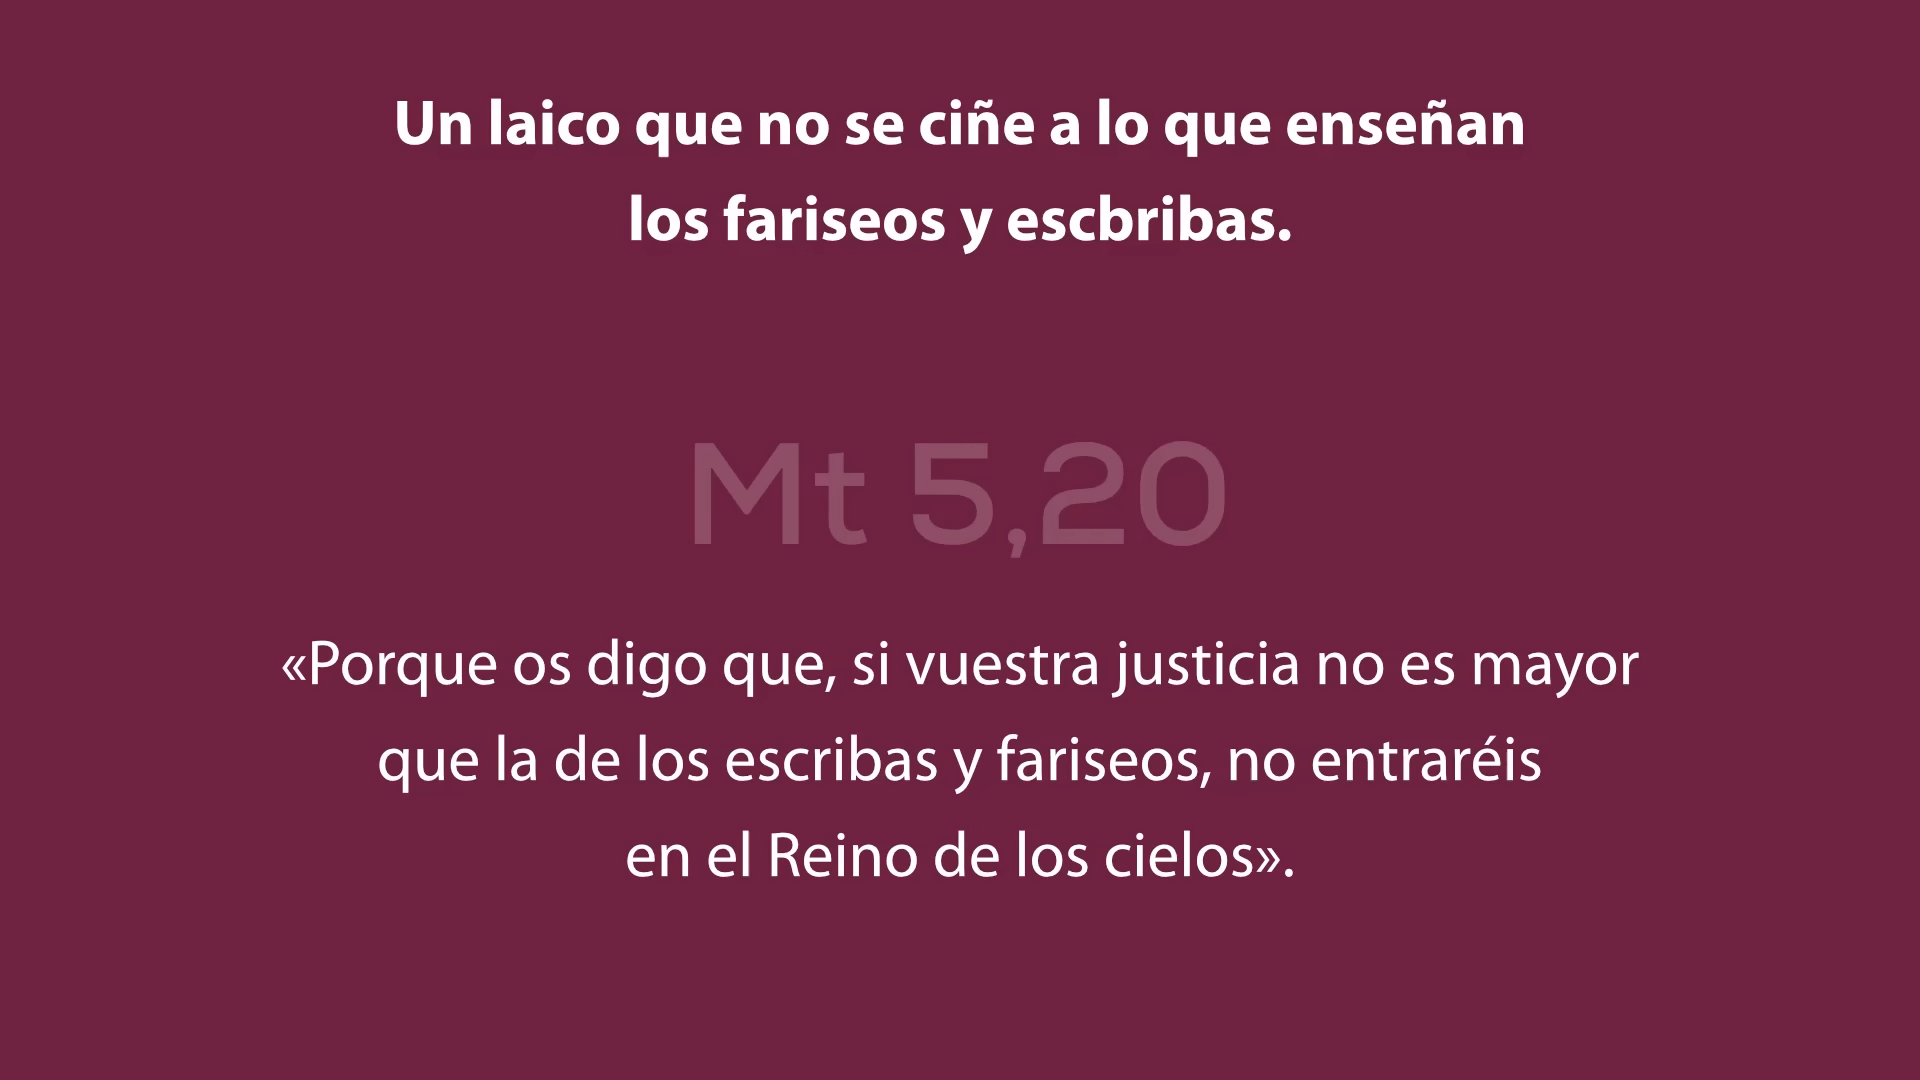 Un laico que no se ciñe a lo que enseñan
los fariseos y escbribas.
Mt 5,20
«Porque os digo que, si vuestra justicia no es mayor
que la de los escribas y fariseos, no entraréis
en el Reino de los cielos».